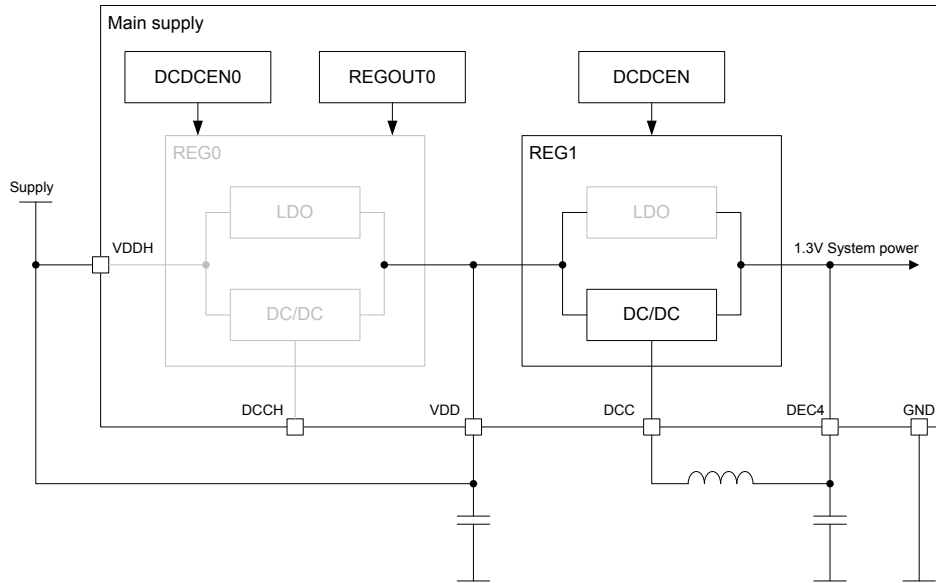 Main supply
DCDCEN0
REGOUT0
DCDCEN
REG0
REG1
Supply
LDO
LDO
VDDH
1.3V System power
DC/DC
DC/DC
DCCH
VDD
DCC
DEC4
GND